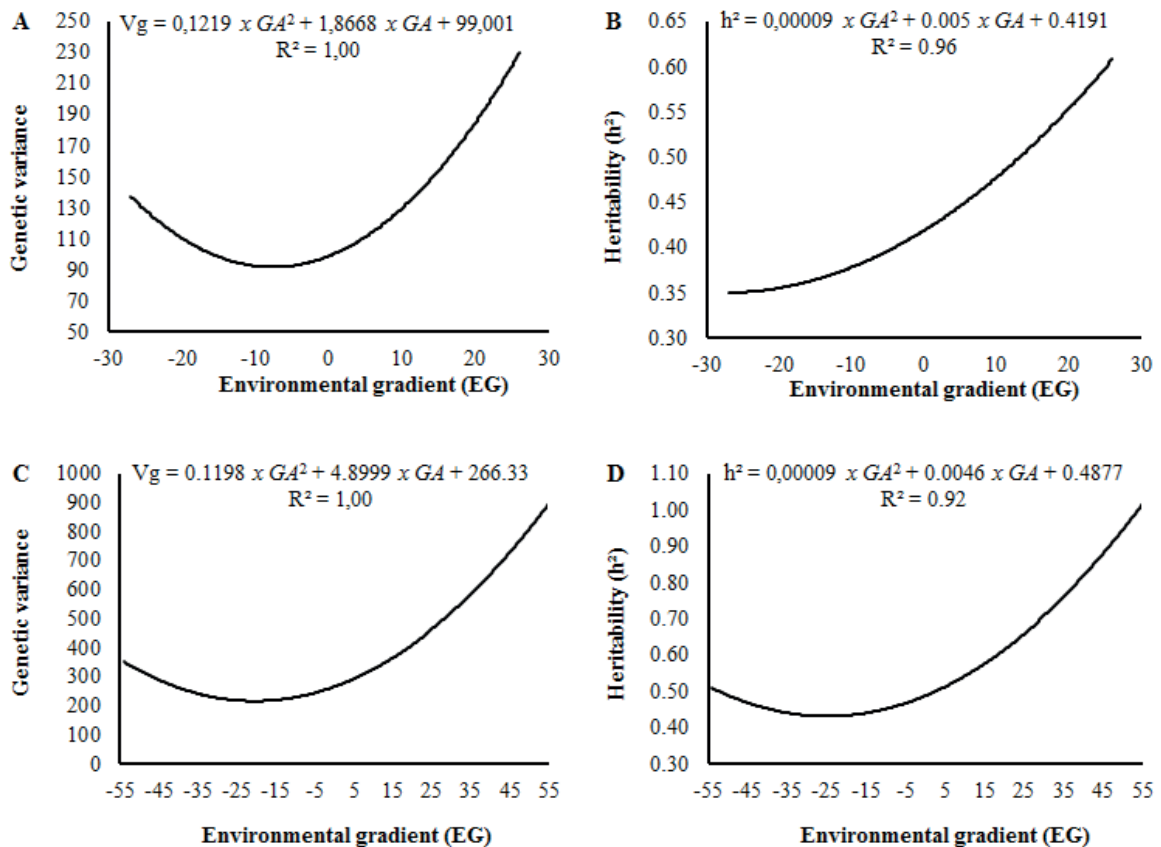 A
Vg = 0,1219 x GA² + 1,8668 x GA + 99,001
R² = 1,00
250
230
210
190
170
150
130
110
90
70
50
Genetic variance
-30 -20 -10 0 10 20 30
Environmental gradient (EG)
B
h² = 0,00009 x GA² + 0.005 x GA + 0.4191
R² = 0.96
0.65
0.60
0.55
0.50
0.45
0.40
0.35
0.30
Heritability (h²)
-30 -20 -10 0 10 20 30
Environmental gradient (EG)
C
Vg = 0.1198 x GA² + 4.8999 x GA + 266.33
R² = 1,00
1000
900
800
700
600
500
400
300
200
100
0
Genetic variance
-55 -45 -35 -25 -15 -5 5 15 25 35 45 55
Environmental gradient (EG)
D
h² = 0,00009 x GA² + 0.0046 x GA + 0.4877
R² = 0.92
1.10
1.00
0.90
0.80
0.70
0.60
0.50
0.40
0.30
Heritability (h²)
-55 -45 -35 -25 -15 -5 5 15 25 35 45 55
Environmental gradient (EG)